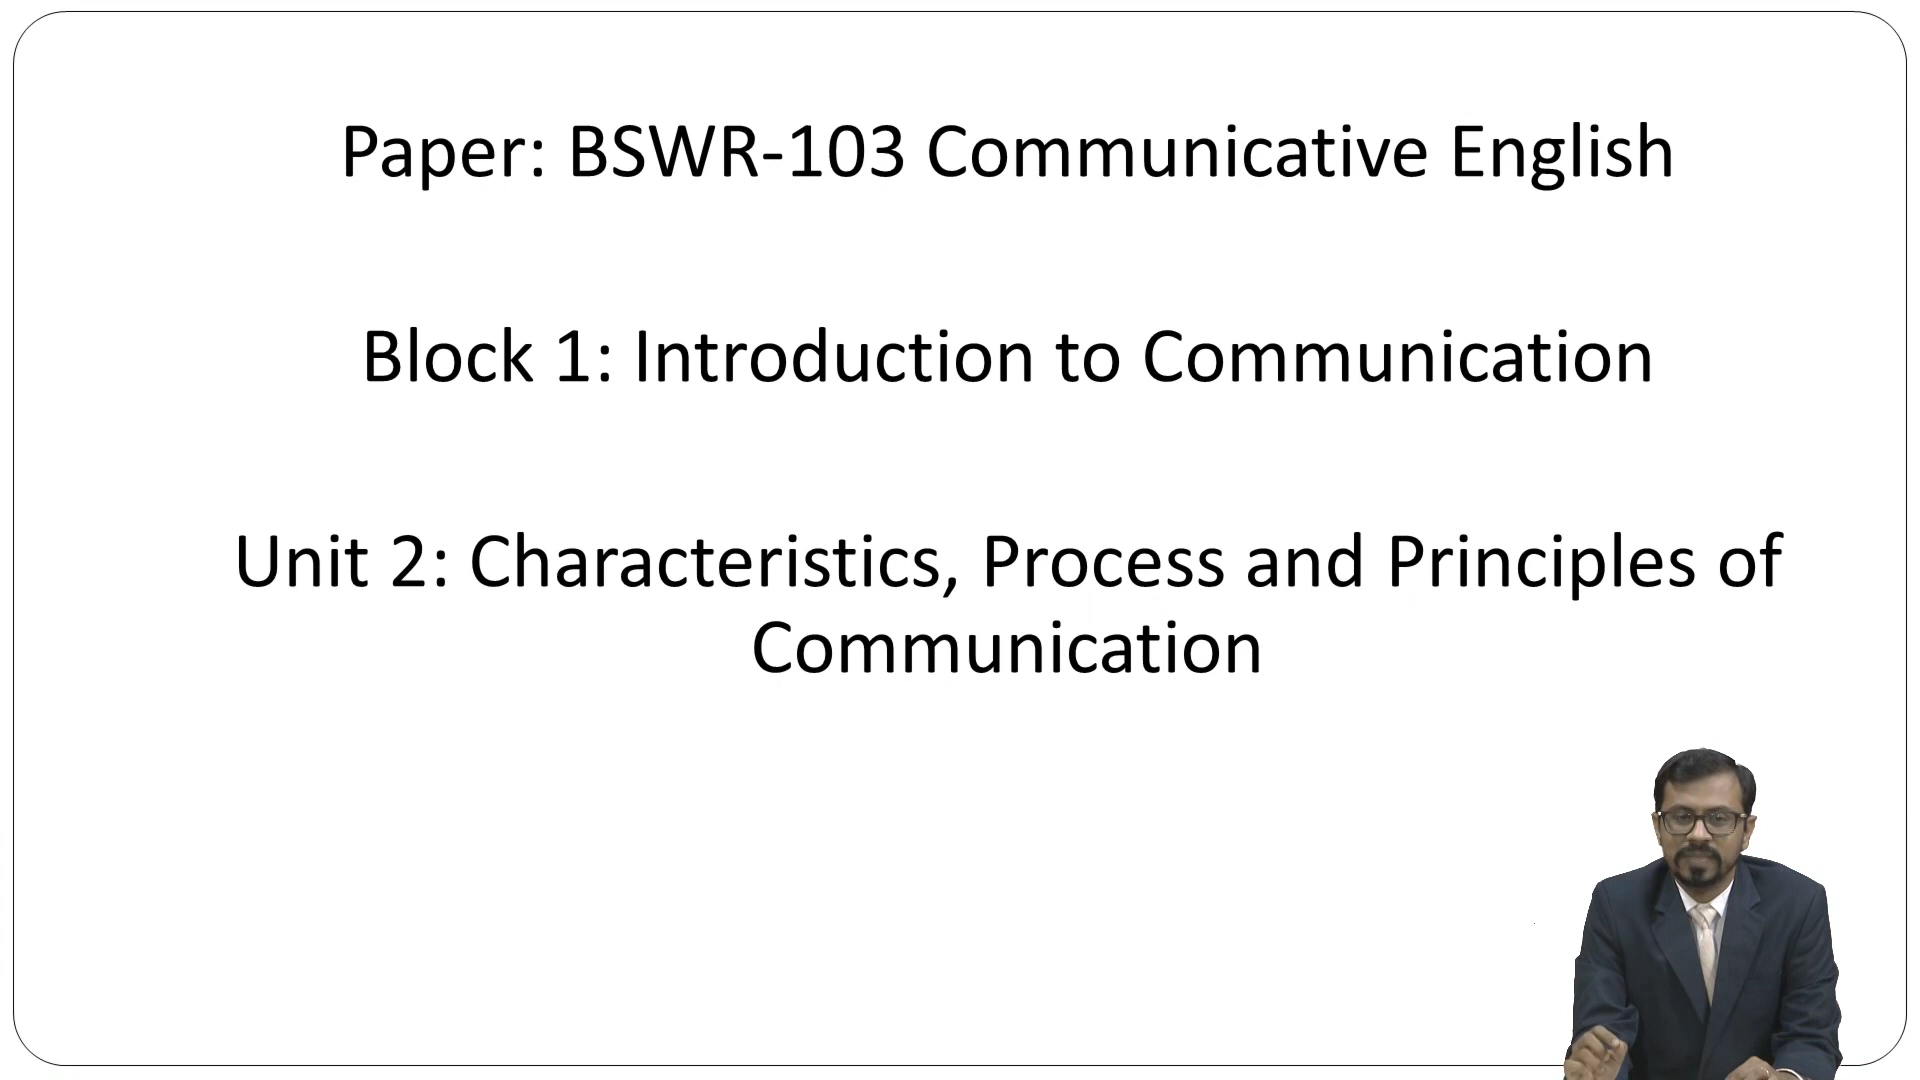 Paper: BSWR-103 Communicative English
Block 1: Introduction to Communication
Unit 2: Characteristics, Process and Principles of
Communication